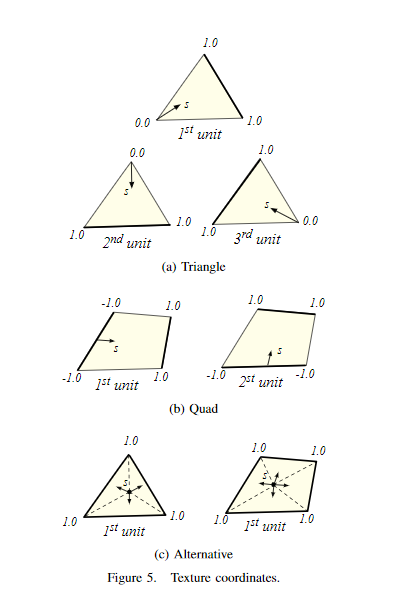 1.0
s
0.0 1.0
1st unit
0.0 1.0
s s
1.0 1.0 1.0 0.0
2nd unit 3rd unit
(a) Triangle
-1.0 1.0 1.0 1.0
s s
-1.0 1.0 -1.0 -1.0
1st unit 2st unit
(b) Quad
1.0 1.0 1.0
s s
1.0 1.0 1.0 1.0
1st unit 1st unit
(c) Alternative
Figure 5. Texture coordinates.